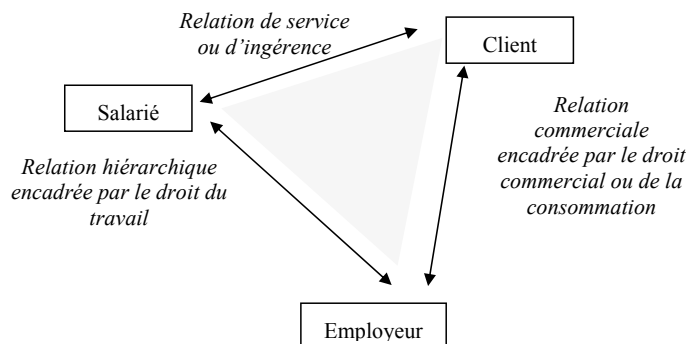 Relation de service
ou d’ingérence
Client
Salarié
Relation
commerciale
encadrée par le droit
commercial ou de la
consommation
Relation hiérarchique
encadrée par le droit du
travail
Employeur